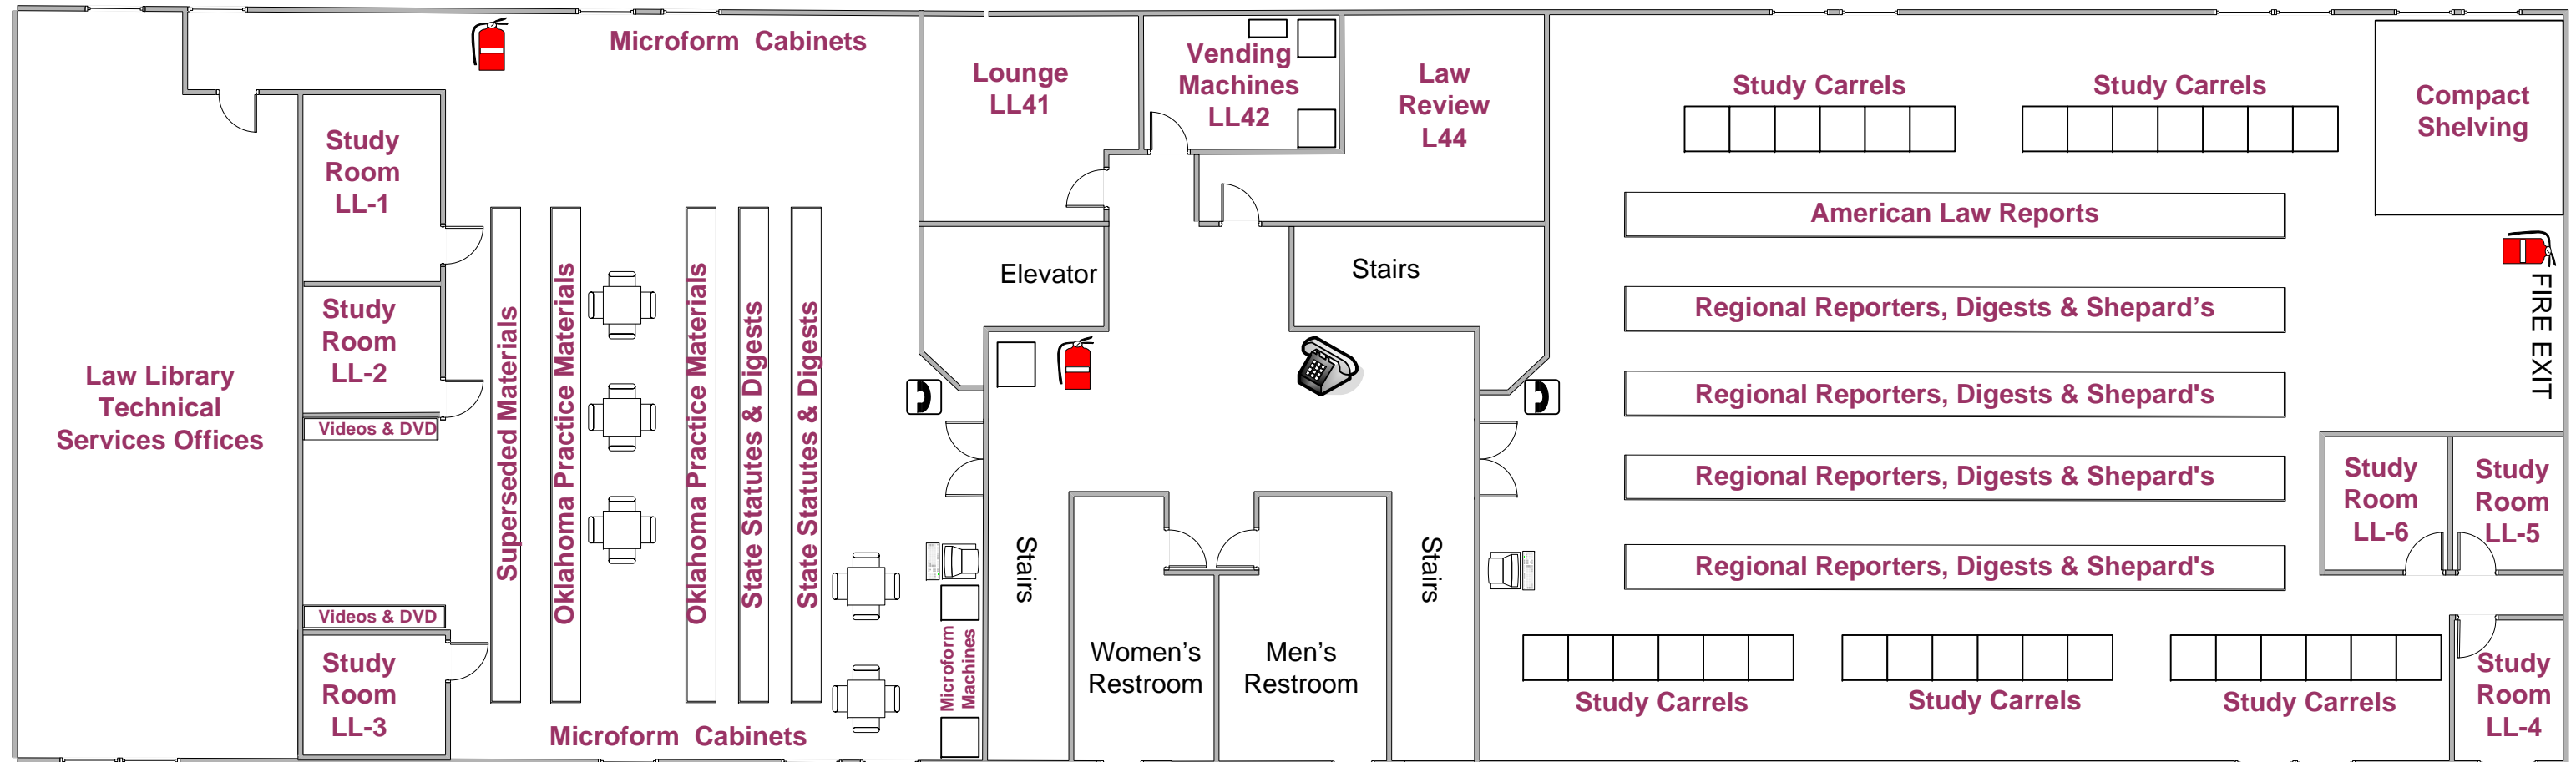 Microform  Cabinets
Lounge
LL41
Vending
Machines
LL42
Law
Review
L44
Study Carrels
Study Carrels
Compact
Shelving
Study
Room
LL-1
American Law Reports
Elevator
Stairs
FIRE EXIT
Study
Room
LL-2
Regional Reporters, Digests & Shepard’s
Law Library
Technical
Services Offices
Videos & DVD
Superseded Materials
Oklahoma Practice Materials
Oklahoma Practice Materials
State Statutes & Digests
State Statutes & Digests
Regional Reporters, Digests & Shepard's
Regional Reporters, Digests & Shepard's
Study
Room
LL-6
Study
Room
LL-5
Stairs
Stairs
Regional Reporters, Digests & Shepard's
Videos & DVD
Study
Room
LL-3
Microform
Machines
Women’s
Restroom
Men’s
Restroom
Study Carrels
Study Carrels
Study Carrels
Study
Room
LL-4
Microform  Cabinets